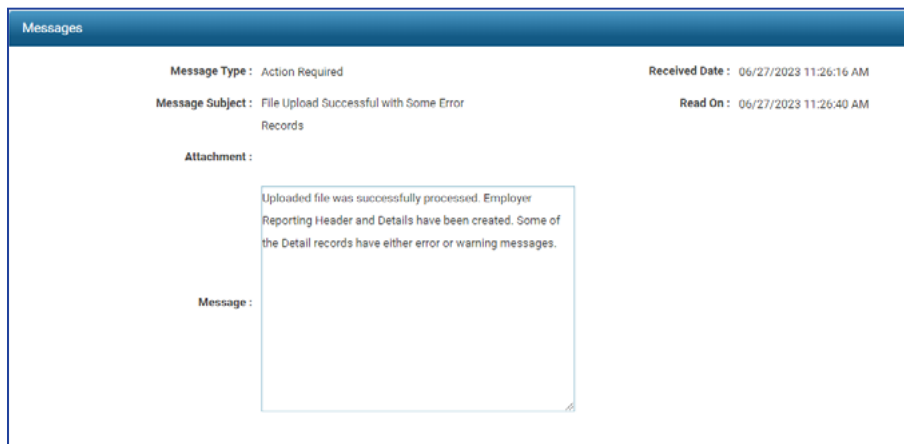 Messages
Message Type : Action Required
Received Date : 06/27/2023 11:26:16 AM
Message Subject : File Upload Successful with Some Error
Records
Read On : 06/27/2023 11:26:40 AM
Attachment :
Message :
Uploaded file was successfully processed. Employer
Reporting Header and Details have been created. Some of
the Detail records have either error or warning messages.